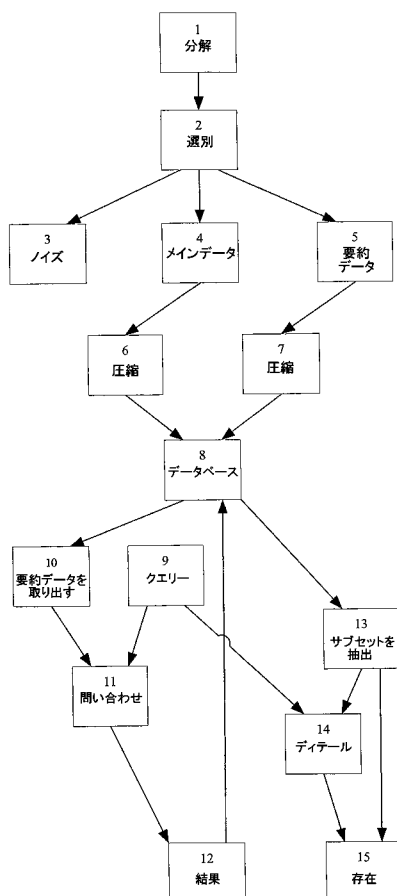 1
分解
2
選別
3
ノイズ
4
メインデータ
5
要約
データ
6
圧縮
7
圧縮
8
データベース
10
要約データを
取り出す
9
クエリー
13
サブセットを
抽出
11
問い合わせ
14
ディテール
12
結果
15
存在